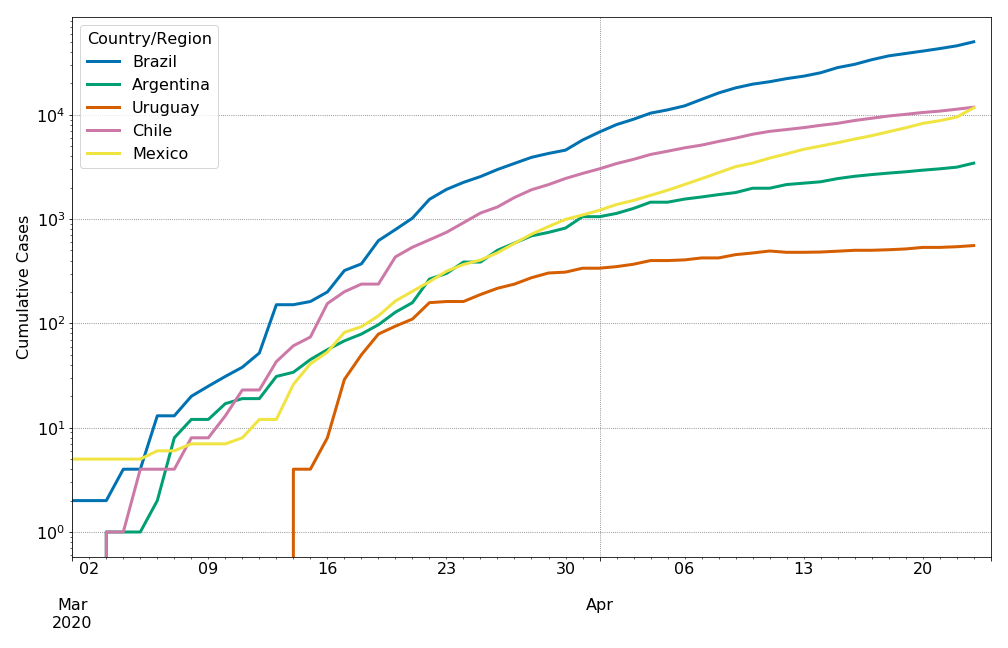 Country/Region
Brazil
Argentina
Uruguay
Chile
Mexico
Cumulative Cases
10⁴
10³
10²
10¹
10⁰
02 09 16 23 30 06 13 20
Mar Apr
2020